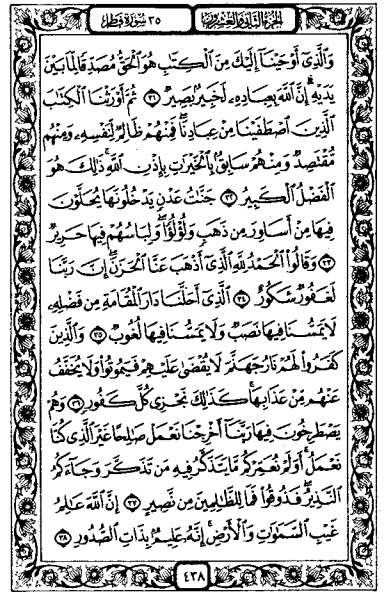 الجزء الثاني والعشرون ٣٥ سورة فاطر
وَٱلَّذِىٓ أَوْحَيْنَآ إِلَيْكَ مِنَ ٱلْكِتَٰبِ هُوَ ٱلْحَقُّ مُصَدِّقًا لِّمَا بَيْنَ
يَدَيْهِ ۗ إِنَّ ٱللَّهَ بِعِبَادِهِۦ لَخَبِيرٌۢ بَصِيرٌ ٣١ ثُمَّ أَوْرَثْنَا ٱلْكِتَٰبَ
ٱلَّذِينَ ٱصْطَفَيْنَا مِنْ عِبَادِنَا ۖ فَمِنْهُمْ ظَالِمٌ لِّنَفْسِهِۦ وَمِنْهُم
مُّقْتَصِدٌ وَمِنْهُمْ سَابِقٌۢ بِٱلْخَيْرَٰتِ بِإِذْنِ ٱللَّهِ ۚ ذَٰلِكَ هُوَ
ٱلْفَضْلُ ٱلْكَبِيرُ ٣٢ جَنَّٰتُ عَدْنٍ يَدْخُلُونَهَا يُحَلَّوْنَ
فِيهَا مِنْ أَسَاوِرَ مِن ذَهَبٍ وَلُؤْلُؤًا ۖ وَلِبَاسُهُمْ فِيهَا حَرِيرٌ
٣٣ وَقَالُوا۟ ٱلْحَمْدُ لِلَّهِ ٱلَّذِىٓ أَذْهَبَ عَنَّا ٱلْحَزَنَ ۖ إِنَّ رَبَّنَا
لَغَفُورٌ شَكُورٌ ٣٤ ٱلَّذِىٓ أَحَلَّنَا دَارَ ٱلْمُقَامَةِ مِن فَضْلِهِۦ
لَا يَمَسُّنَا فِيهَا نَصَبٌ وَلَا يَمَسُّنَا فِيهَا لُغُوبٌ ٣٥ وَٱلَّذِينَ
كَفَرُوا۟ لَهُمْ نَارُ جَهَنَّمَ لَا يُقْضَىٰ عَلَيْهِمْ فَيَمُوتُوا۟ وَلَا يُخَفَّفُ
عَنْهُم مِّنْ عَذَابِهَا ۚ كَذَٰلِكَ نَجْزِى كُلَّ كَفُورٍ ٣٦ وَهُمْ
يَصْطَرِخُونَ فِيهَا رَبَّنَآ أَخْرِجْنَا نَعْمَلْ صَٰلِحًا غَيْرَ ٱلَّذِى كُنَّا
نَعْمَلُ ۚ أَوَلَمْ نُعَمِّرْكُم مَّا يَتَذَكَّرُ فِيهِ مَن تَذَكَّرَ وَجَآءَكُمُ
ٱلنَّذِيرُ ۖ فَذُوقُوا۟ فَمَا لِلظَّٰلِمِينَ مِن نَّصِيرٍ ٣٧ إِنَّ ٱللَّهَ عَٰلِمُ
غَيْبِ ٱلسَّمَٰوَٰتِ وَٱلْأَرْضِ ۚ إِنَّهُۥ عَلِيمٌۢ بِذَاتِ ٱلصُّدُورِ ٣٨
٤٣٨